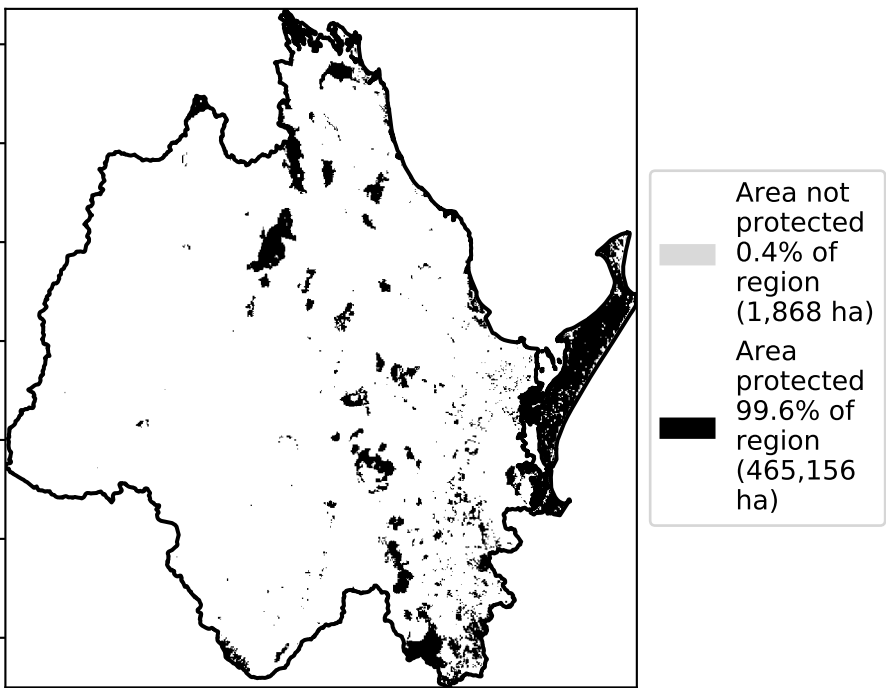 Area not
protected
0.4% of
region
(1,868 ha)
Area
protected
99.6% of
region
(465,156
ha)